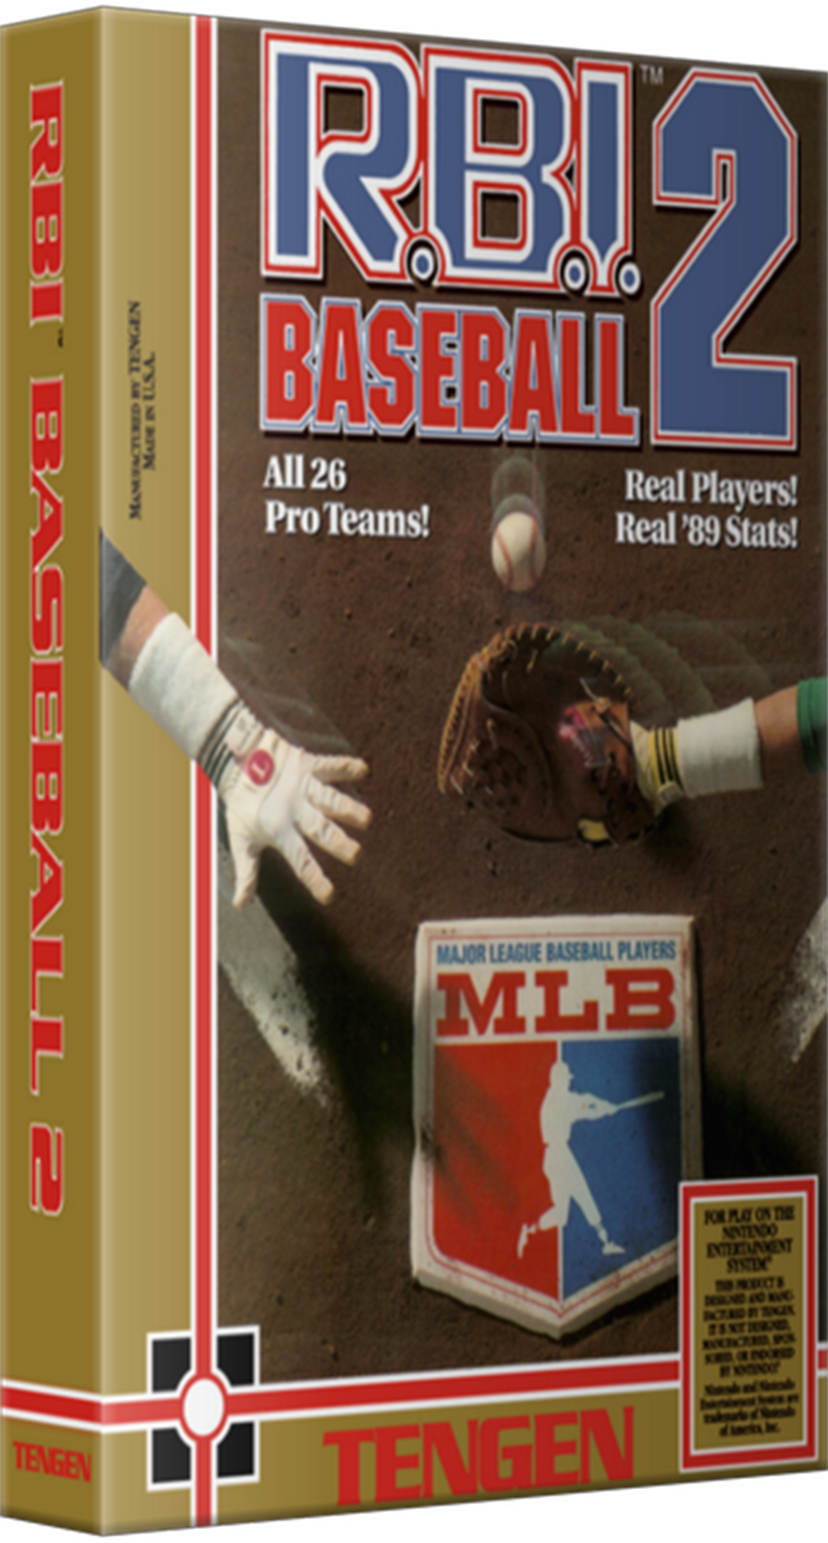 RBI™ BASEBALL 2
TENGEN
MANUFACTURED BY TENGEN
MADE IN U.S.A.
R.B.I. 2
™
BASEBALL
All 26
Pro Teams!
Real Players!
Real '89 Stats!
MAJOR LEAGUE BASEBALL PLAYERS
MLB
FOR PLAY ON THE
NINTENDO
ENTERTAINMENT
SYSTEM®
THIS PRODUCT IS
DESIGNED AND MANU-
FACTURED BY TENGEN.
IT IS NOT DESIGNED,
MANUFACTURED, SPON-
SORED, OR ENDORSED
BY NINTENDO.®
Nintendo and Nintendo
Entertainment System are
trademarks of Nintendo
of America, Inc.
TENGEN